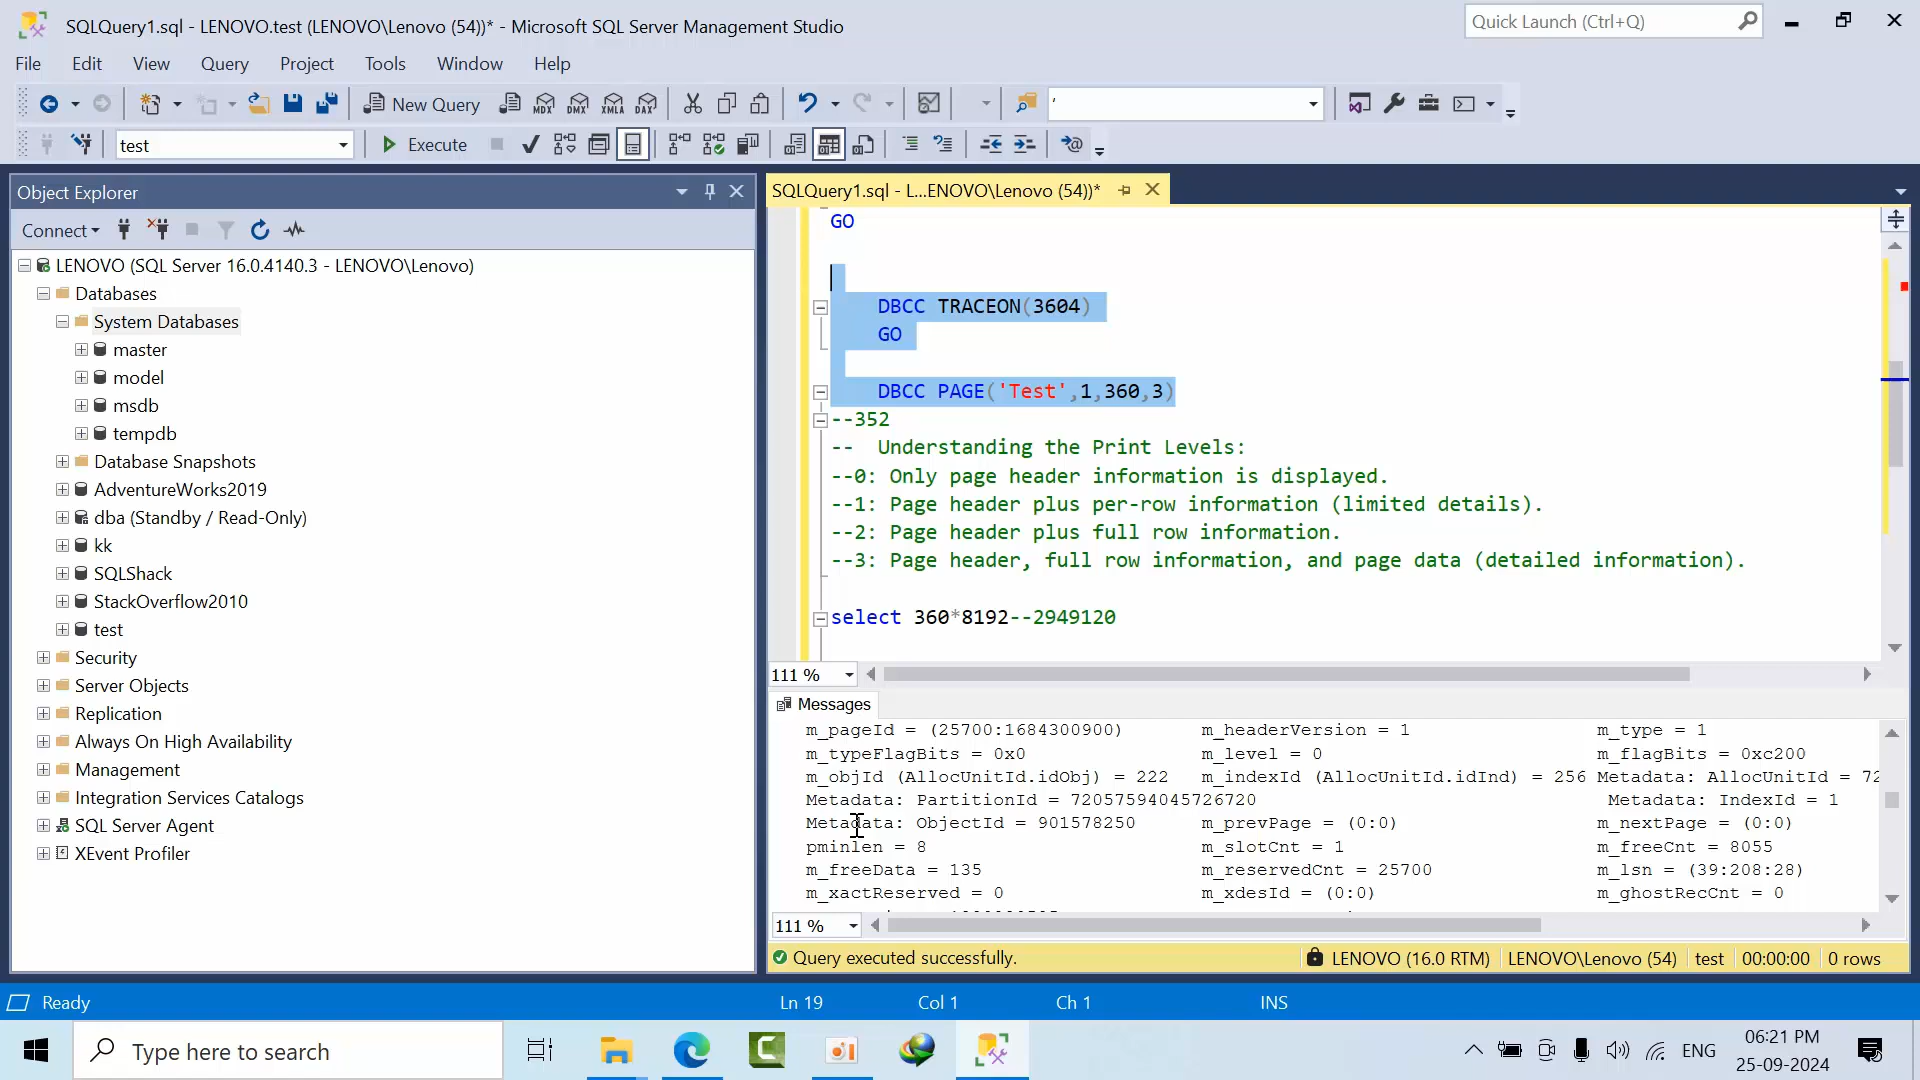 SQLQuery1.sql - LENOVO.test (LENOVO\Lenovo (54))* - Microsoft SQL Server Management Studio
Quick Launch (Ctrl+Q)
File Edit View Query Project Tools Window Help
New Query MDX DMX XMLA DAX '
test Execute
Object Explorer
Connect
LENOVO (SQL Server 16.0.4140.3 - LENOVO\Lenovo)
Databases
System Databases
master
model
msdb
tempdb
Database Snapshots
AdventureWorks2019
dba (Standby / Read-Only)
kk
SQLShack
StackOverflow2010
test
Security
Server Objects
Replication
Always On High Availability
Management
Integration Services Catalogs
SQL Server Agent
XEvent Profiler
SQLQuery1.sql - L...ENOVO\Lenovo (54))*
GO
DBCC TRACEON(3604)
GO
DBCC PAGE('Test',1,360,3)
--352
--  Understanding the Print Levels:
--0: Only page header information is displayed.
--1: Page header plus per-row information (limited details).
--2: Page header plus full row information.
--3: Page header, full row information, and page data (detailed information).
select 360*8192--2949120
111 %
Messages
m_pageId = (25700:1684300900) m_headerVersion = 1 m_type = 1
m_typeFlagBits = 0x0 m_level = 0 m_flagBits = 0xc200
m_objId (AllocUnitId.idObj) = 222 m_indexId (AllocUnitId.idInd) = 256 Metadata: AllocUnitId = 72
Metadata: PartitionId = 72057594045726720 Metadata: IndexId = 1
Metadata: ObjectId = 901578250 m_prevPage = (0:0) m_nextPage = (0:0)
pminlen = 8 m_slotCnt = 1 m_freeCnt = 8055
m_freeData = 135 m_reservedCnt = 25700 m_lsn = (39:208:28)
m_xactReserved = 0 m_xdesId = (0:0) m_ghostRecCnt = 0
111 %
Query executed successfully. LENOVO (16.0 RTM) LENOVO\Lenovo (54) test 00:00:00 0 rows
Ready Ln 19 Col 1 Ch 1 INS
Type here to search
ENG
06:21 PM
25-09-2024